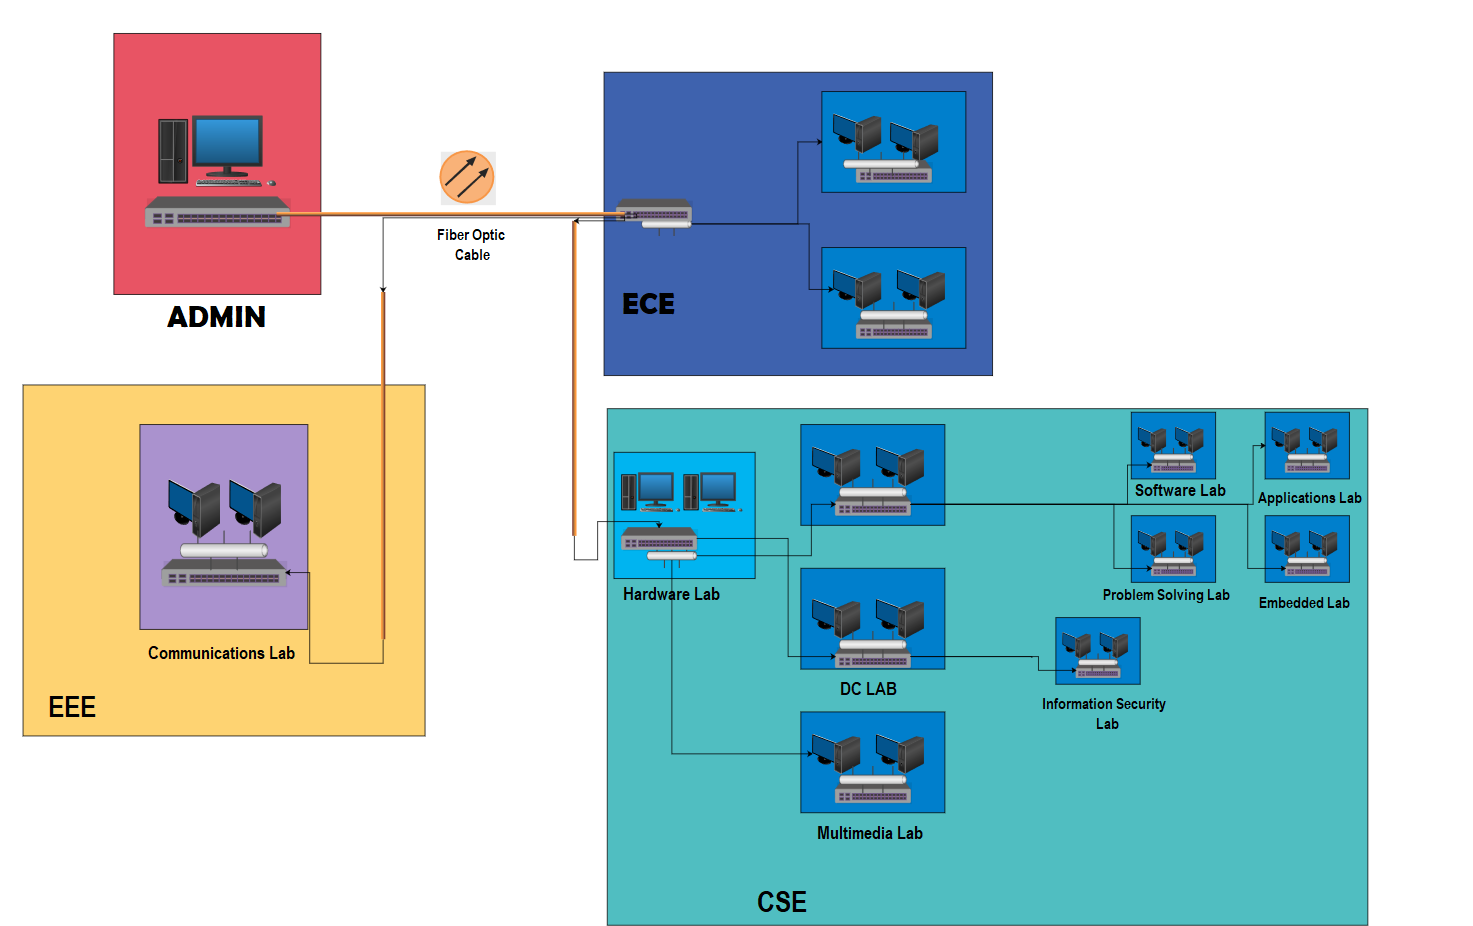 Fiber Optic
Cable
ADMIN
ECE
Communications Lab
EEE
Hardware Lab
Software Lab
Applications Lab
Problem Solving Lab
Embedded Lab
DC LAB
Information Security
Lab
Multimedia Lab
CSE